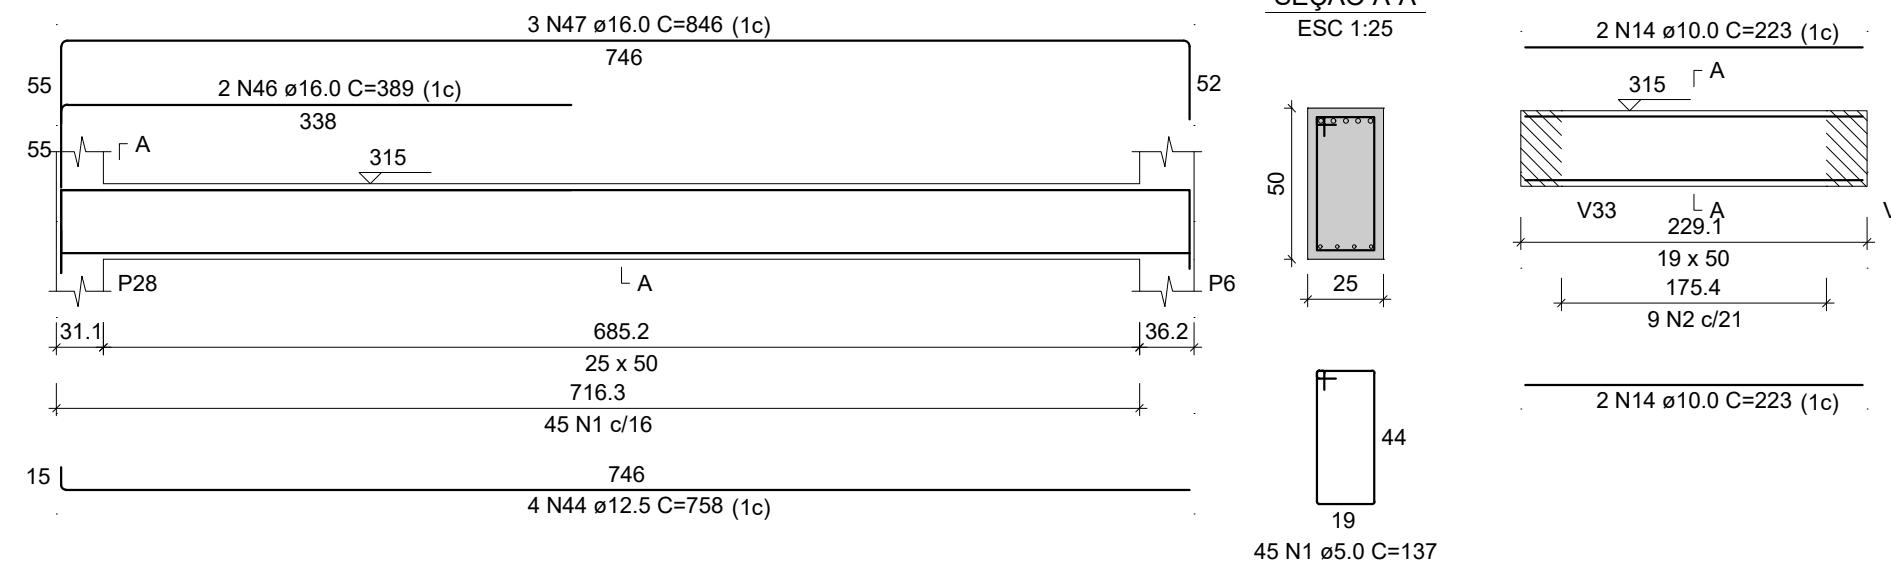 3 N47 ø16.0 C=846 (1c)
746
55
52
2 N46 ø16.0 C=389 (1c)
338
55
A
315
P28
A
P6
31.1
685.2
36.2
25 x 50
716.3
45 N1 c/16
15
746
4 N44 ø12.5 C=758 (1c)
SEÇÃO A-A
ESC 1:25
50
25
44
19
45 N1 ø5.0 C=137
2 N14 ø10.0 C=223 (1c)
A
315
V33
A
V
229.1
19 x 50
175.4
9 N2 c/21
2 N14 ø10.0 C=223 (1c)